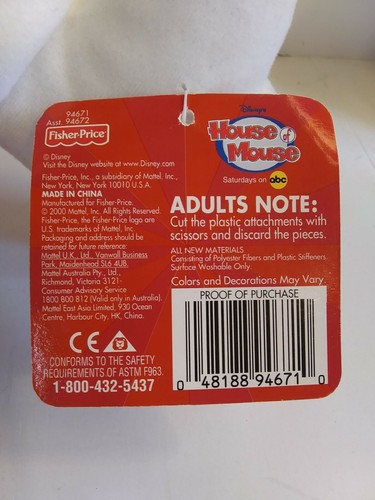 94671
Asst. 94672
Fisher-Price®
© Disney
Visit the Disney website at www.Disney.com
Fisher-Price, Inc., a subsidiary of Mattel, Inc.,
New York, New York 10010 U.S.A.
MADE IN CHINA
Manufactured for Fisher-Price.
© 2000 Mattel, Inc. All Rights Reserved.
Fisher-Price, the Fisher-Price logo are
U.S. trademarks of Mattel, Inc.
Packaging and address should be
retained for future reference:
Mattel U.K., Ltd., Vanwall Business
Park, Maidenhead SL6 4UB.
Mattel Australia Pty., Ltd.,
Richmond, Victoria 3121-
Consumer Advisory Service
1800 800 812 (Valid only in Australia).
Mattel East Asia Limited, 930 Ocean
Centre, Harbour City, HK, China.
CE
CONFORMS TO THE SAFETY
REQUIREMENTS OF ASTM F963.
1-800-432-5437
Disney's
House of
Mouse
Saturdays on abc
ADULTS NOTE:
Cut the plastic attachments with
scissors and discard the pieces.
ALL NEW MATERIALS
Consisting of Polyester Fibers and Plastic Stiffeners.
Surface Washable Only.
Colors and Decorations May Vary.
PROOF OF PURCHASE
0 48188 94671 0